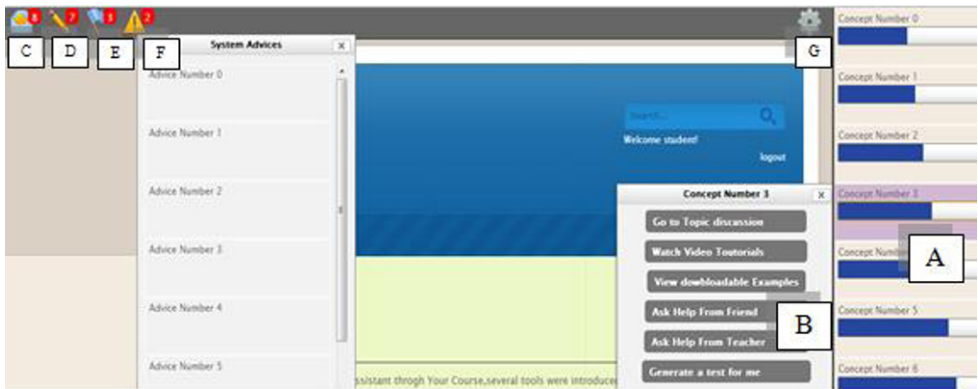 8
7
3
2
C
D
E
F
G
System Advices
x
Advice Number 0
Advice Number 1
Advice Number 2
Advice Number 3
Advice Number 4
Advice Number 5
Search...
Welcome student!
logout
Concept Number 3
x
Go to Topic discussion
Watch Video Toutorials
View dowbloadable Examples
Ask Help From Friend
Ask Help From Teacher
Generate a test for me
B
Concept Number 0
Concept Number 1
Concept Number 2
Concept Number 3
A
Concept Numbe
Concept Number 5
Concept Number 6
ssistant throgh Your Course,several tools were introduce